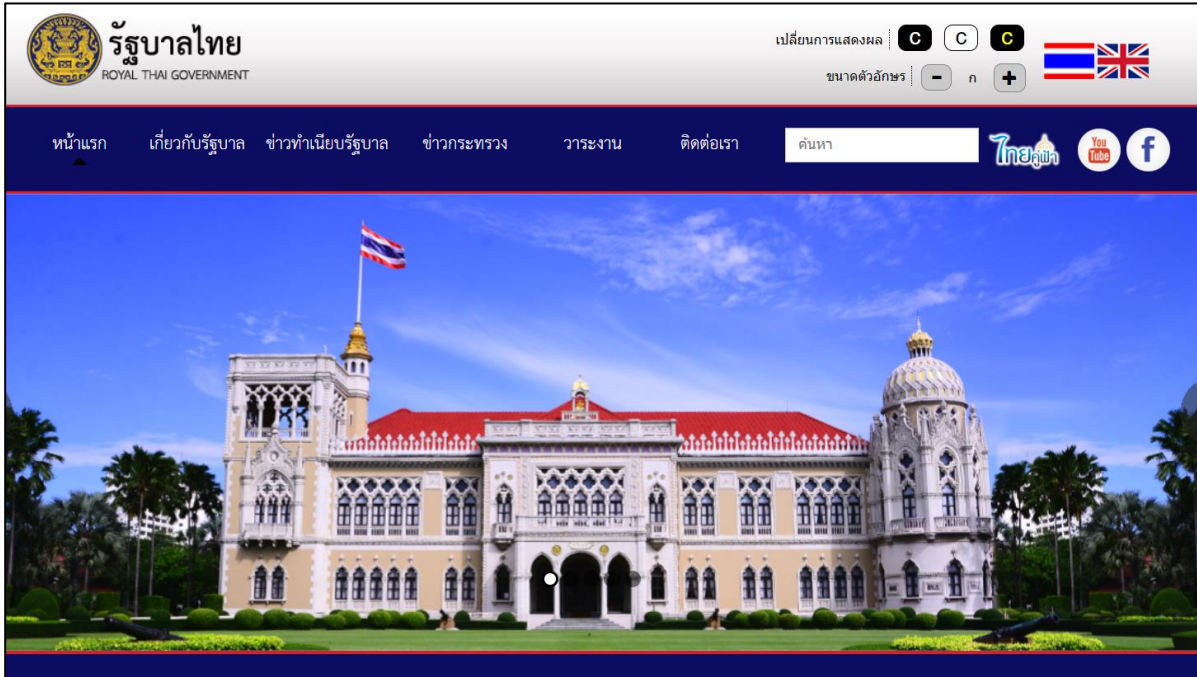 รัฐบาลไทย
ROYAL THAI GOVERNMENT
เปลี่ยนการแสดงผล C C C
ขนาดตัวอักษร - ก +
หน้าแรก เกี่ยวกับรัฐบาล ข่าวทำเนียบรัฐบาล ข่าวกระทรวง วาระงาน ติดต่อเรา ค้นหา ไทยคู่ฟ้า You Tube f